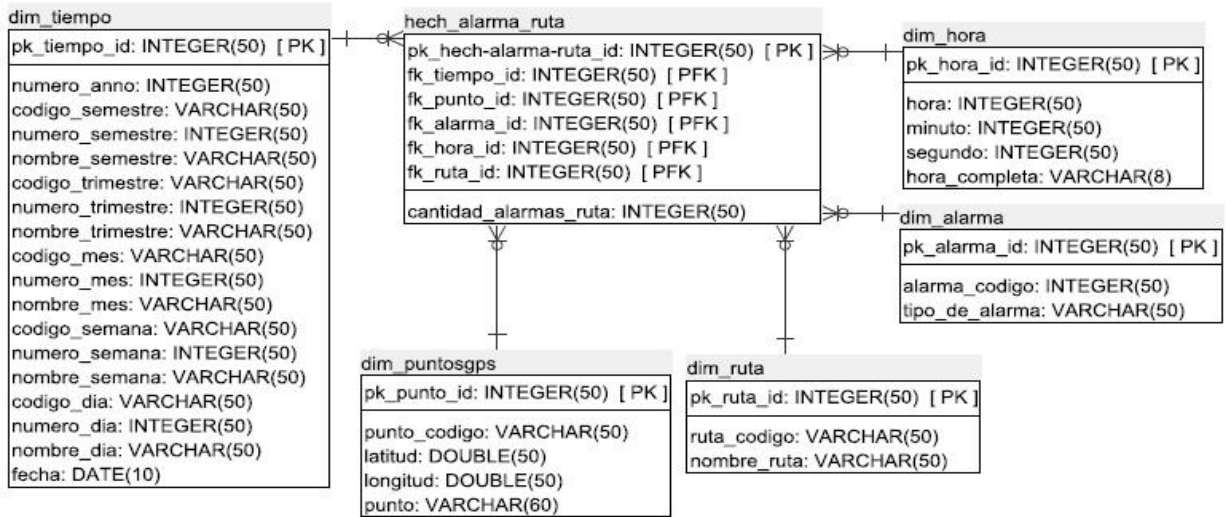 dim_tiempo
pk_tiempo_id: INTEGER(50) [ PK ]
numero_anno: INTEGER(50)
codigo_semestre: VARCHAR(50)
numero_semestre: INTEGER(50)
nombre_semestre: VARCHAR(50)
codigo_trimestre: VARCHAR(50)
numero_trimestre: INTEGER(50)
nombre_trimestre: VARCHAR(50)
codigo_mes: VARCHAR(50)
numero_mes: INTEGER(50)
nombre_mes: VARCHAR(50)
codigo_semana: VARCHAR(50)
numero_semana: INTEGER(50)
nombre_semana: VARCHAR(50)
codigo_dia: VARCHAR(50)
numero_dia: INTEGER(50)
nombre_dia: VARCHAR(50)
fecha: DATE(10)
hech_alarma_ruta
pk_hech-alarma-ruta_id: INTEGER(50) [ PK ]
fk_tiempo_id: INTEGER(50) [ PFK ]
fk_punto_id: INTEGER(50) [ PFK ]
fk_alarma_id: INTEGER(50) [ PFK ]
fk_hora_id: INTEGER(50) [ PFK ]
fk_ruta_id: INTEGER(50) [ PFK ]
cantidad_alarmas_ruta: INTEGER(50)
dim_hora
pk_hora_id: INTEGER(50) [ PK ]
hora: INTEGER(50)
minuto: INTEGER(50)
segundo: INTEGER(50)
hora_completa: VARCHAR(8)
dim_alarma
pk_alarma_id: INTEGER(50) [ PK ]
alarma_codigo: INTEGER(50)
tipo_de_alarma: VARCHAR(50)
dim_puntosgps
pk_punto_id: INTEGER(50) [ PK ]
punto_codigo: VARCHAR(50)
latitud: DOUBLE(50)
longitud: DOUBLE(50)
punto: VARCHAR(60)
dim_ruta
pk_ruta_id: INTEGER(50) [ PK ]
ruta_codigo: VARCHAR(50)
nombre_ruta: VARCHAR(50)